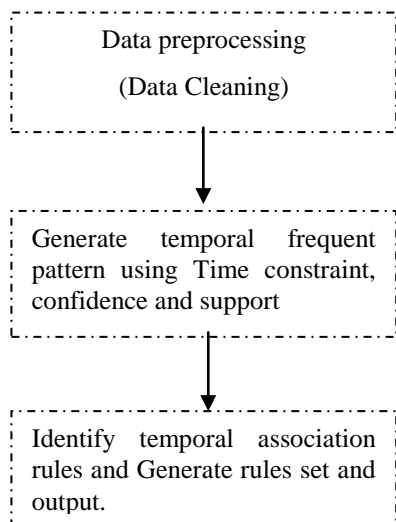 Data preprocessing
(Data Cleaning)
Generate temporal frequent
pattern using Time constraint,
confidence and support
Identify temporal association
rules and Generate rules set and
output.